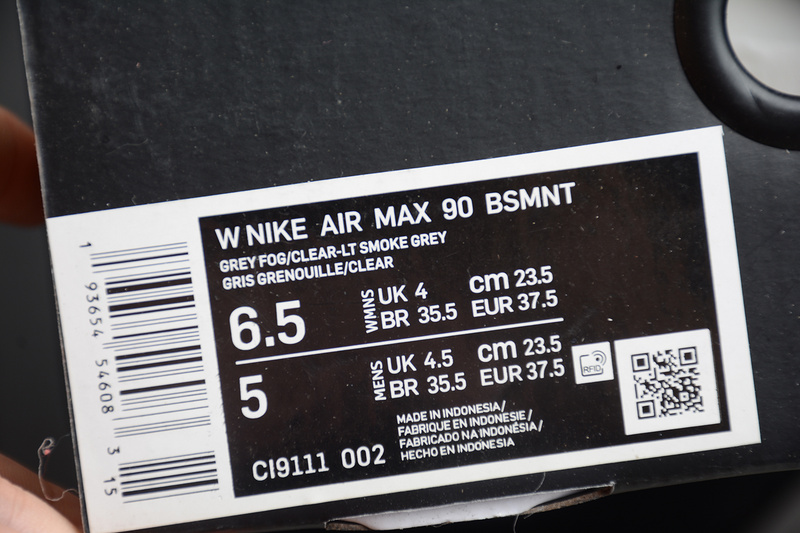 W NIKE AIR MAX 90 BSMNT
GREY FOG/CLEAR-LT SMOKE GREY
GRIS GRENOUILLE/CLEAR
6.5
WMNS
UK 4 cm 23.5
BR 35.5 EUR 37.5
5
MENS
UK 4.5 cm 23.5
BR 35.5 EUR 37.5
RFID
CI9111 002
MADE IN INDONESIA/
FABRIQUE EN INDONESIE/
FABRICADO NA INDONÉSIA/
HECHO EN INDONESIA
1 93654 54608 3 15